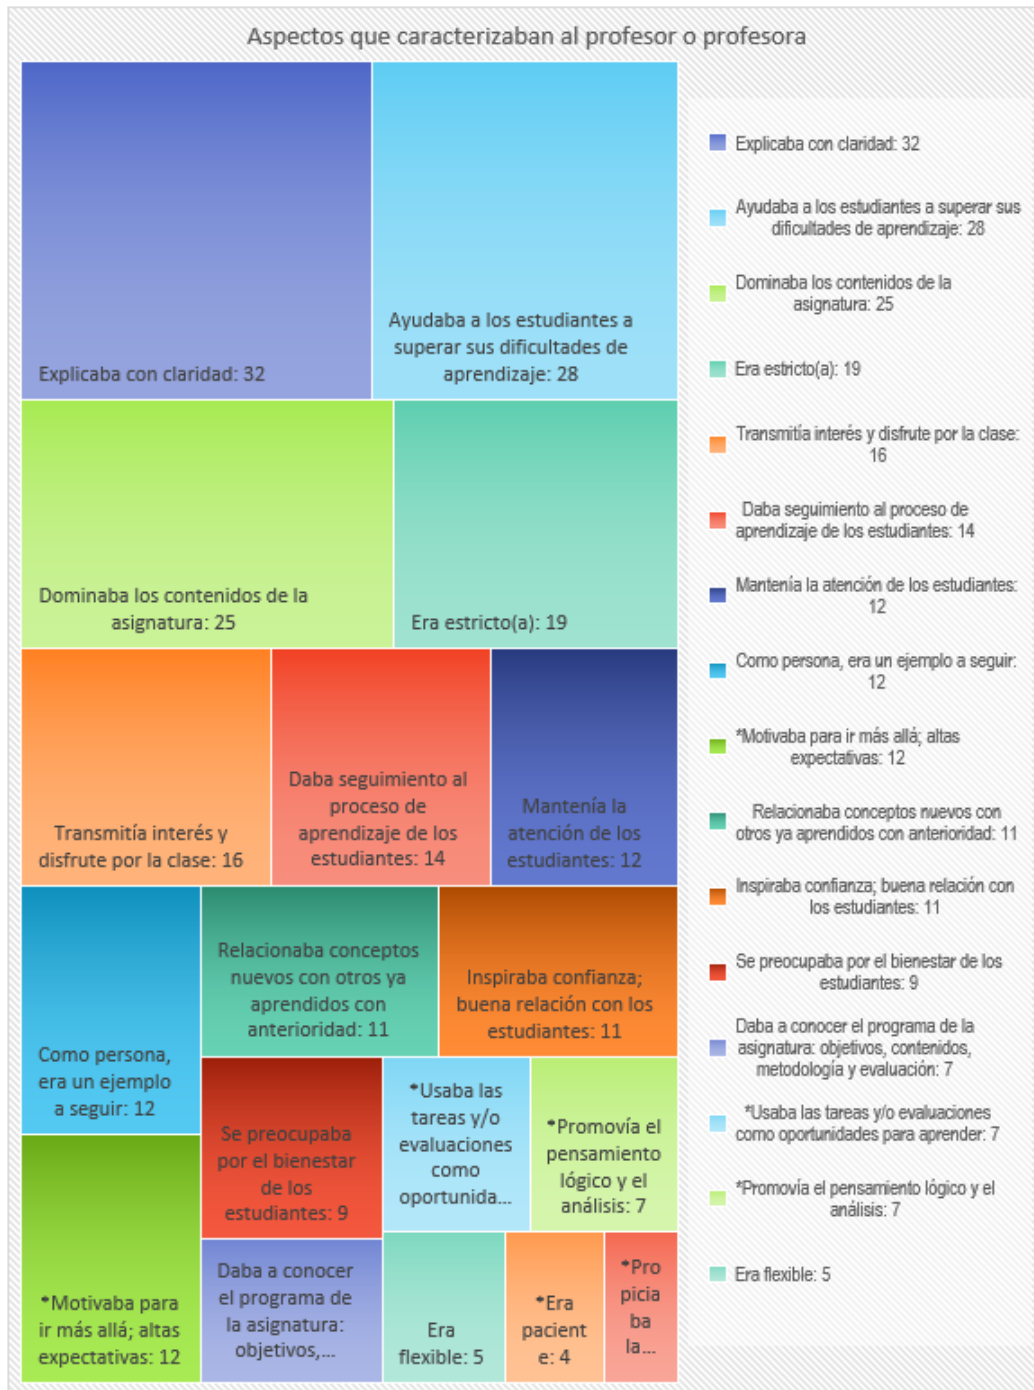 Aspectos que caracterizaban al profesor o profesora
Explicaba con claridad: 32
Ayudaba a los estudiantes a
superar sus dificultades de
aprendizaje: 28
Dominaba los contenidos de la
asignatura: 25
Era estricto(a): 19
Transmitía interés y
disfrute por la clase: 16
Daba seguimiento al
proceso de
aprendizaje de los
estudiantes: 14
Mantenía la
atención de los
estudiantes: 12
Como persona,
era un ejemplo
a seguir: 12
*Motivaba para
ir más allá; altas
expectativas: 12
Relacionaba conceptos
nuevos con otros ya
aprendidos con
anterioridad: 11
Inspiraba confianza;
buena relación con los
estudiantes: 11
Se preocupaba
por el bienestar
de los
estudiantes: 9
Daba a conocer
el programa de
la asignatura:
objetivos,...
*Usaba las
tareas y/o
evaluaciones
como
oportunida...
*Promovía el
pensamiento
lógico y el
análisis: 7
Era
flexible: 5
*Era
pacient
e: 4
*Pro
picia
ba
la...
Explicaba con claridad: 32
Ayudaba a los estudiantes a superar sus
dificultades de aprendizaje: 28
Dominaba los contenidos de la
asignatura: 25
Era estricto(a): 19
Transmitía interés y disfrute por la clase:
16
Daba seguimiento al proceso de
aprendizaje de los estudiantes: 14
Mantenía la atención de los estudiantes:
12
Como persona, era un ejemplo a seguir:
12
*Motivaba para ir más allá; altas
expectativas: 12
Relacionaba conceptos nuevos con
otros ya aprendidos con anterioridad: 11
Inspiraba confianza; buena relación con
los estudiantes: 11
Se preocupaba por el bienestar de los
estudiantes: 9
Daba a conocer el programa de la
asignatura: objetivos, contenidos,
metodología y evaluación: 7
*Usaba las tareas y/o evaluaciones
como oportunidades para aprender: 7
*Promovía el pensamiento lógico y el
análisis: 7
Era flexible: 5